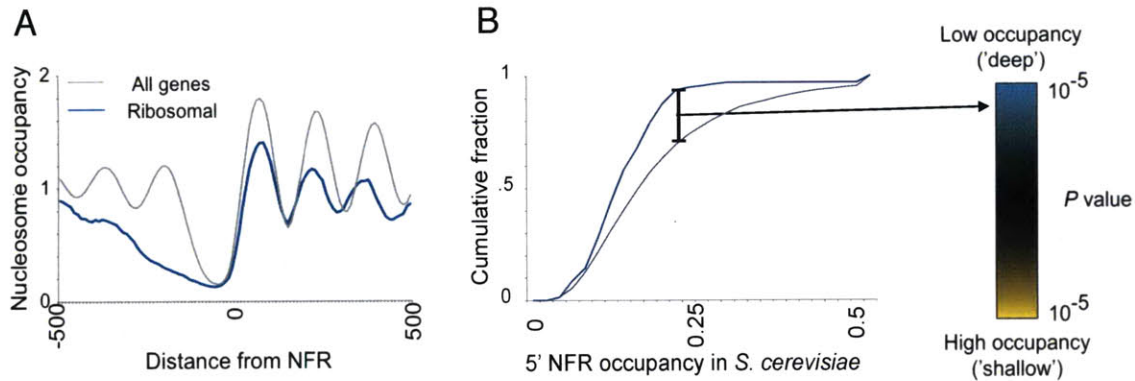 A
Nucleosome occupancy
2
1
0
All genes
Ribosomal
-500
0
500
Distance from NFR
B
Cumulative fraction
1
.5
0
0
0.25
0.5
5' NFR occupancy in S. cerevisiae
Low occupancy
('deep')
10-5
P value
10-5
High occupancy
('shallow')